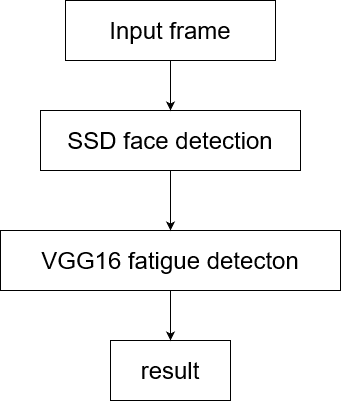 Input frame
SSD face detection
VGG16 fatigue detecton
result